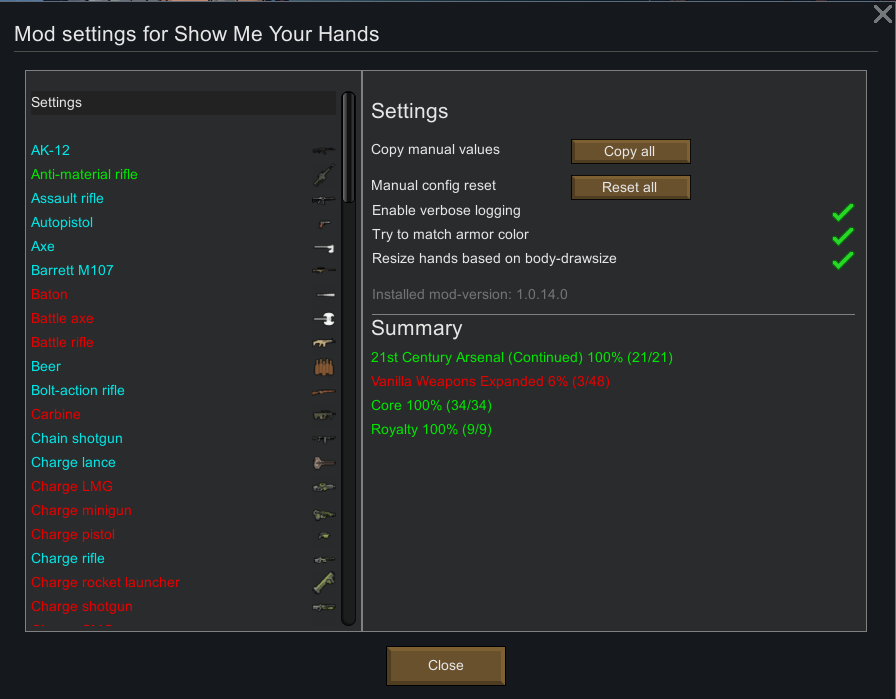 Mod settings for Show Me Your Hands
Settings
AK-12
Anti-material rifle
Assault rifle
Autopistol
Axe
Barrett M107
Baton
Battle axe
Battle rifle
Beer
Bolt-action rifle
Carbine
Chain shotgun
Charge lance
Charge LMG
Charge minigun
Charge pistol
Charge rifle
Charge rocket launcher
Charge shotgun
Settings
Copy manual values
Copy all
Manual config reset
Reset all
Enable verbose logging
Try to match armor color
Resize hands based on body-drawsize
Installed mod-version: 1.0.14.0
Summary
21st Century Arsenal (Continued) 100% (21/21)
Vanilla Weapons Expanded 6% (3/48)
Core 100% (34/34)
Royalty 100% (9/9)
Close